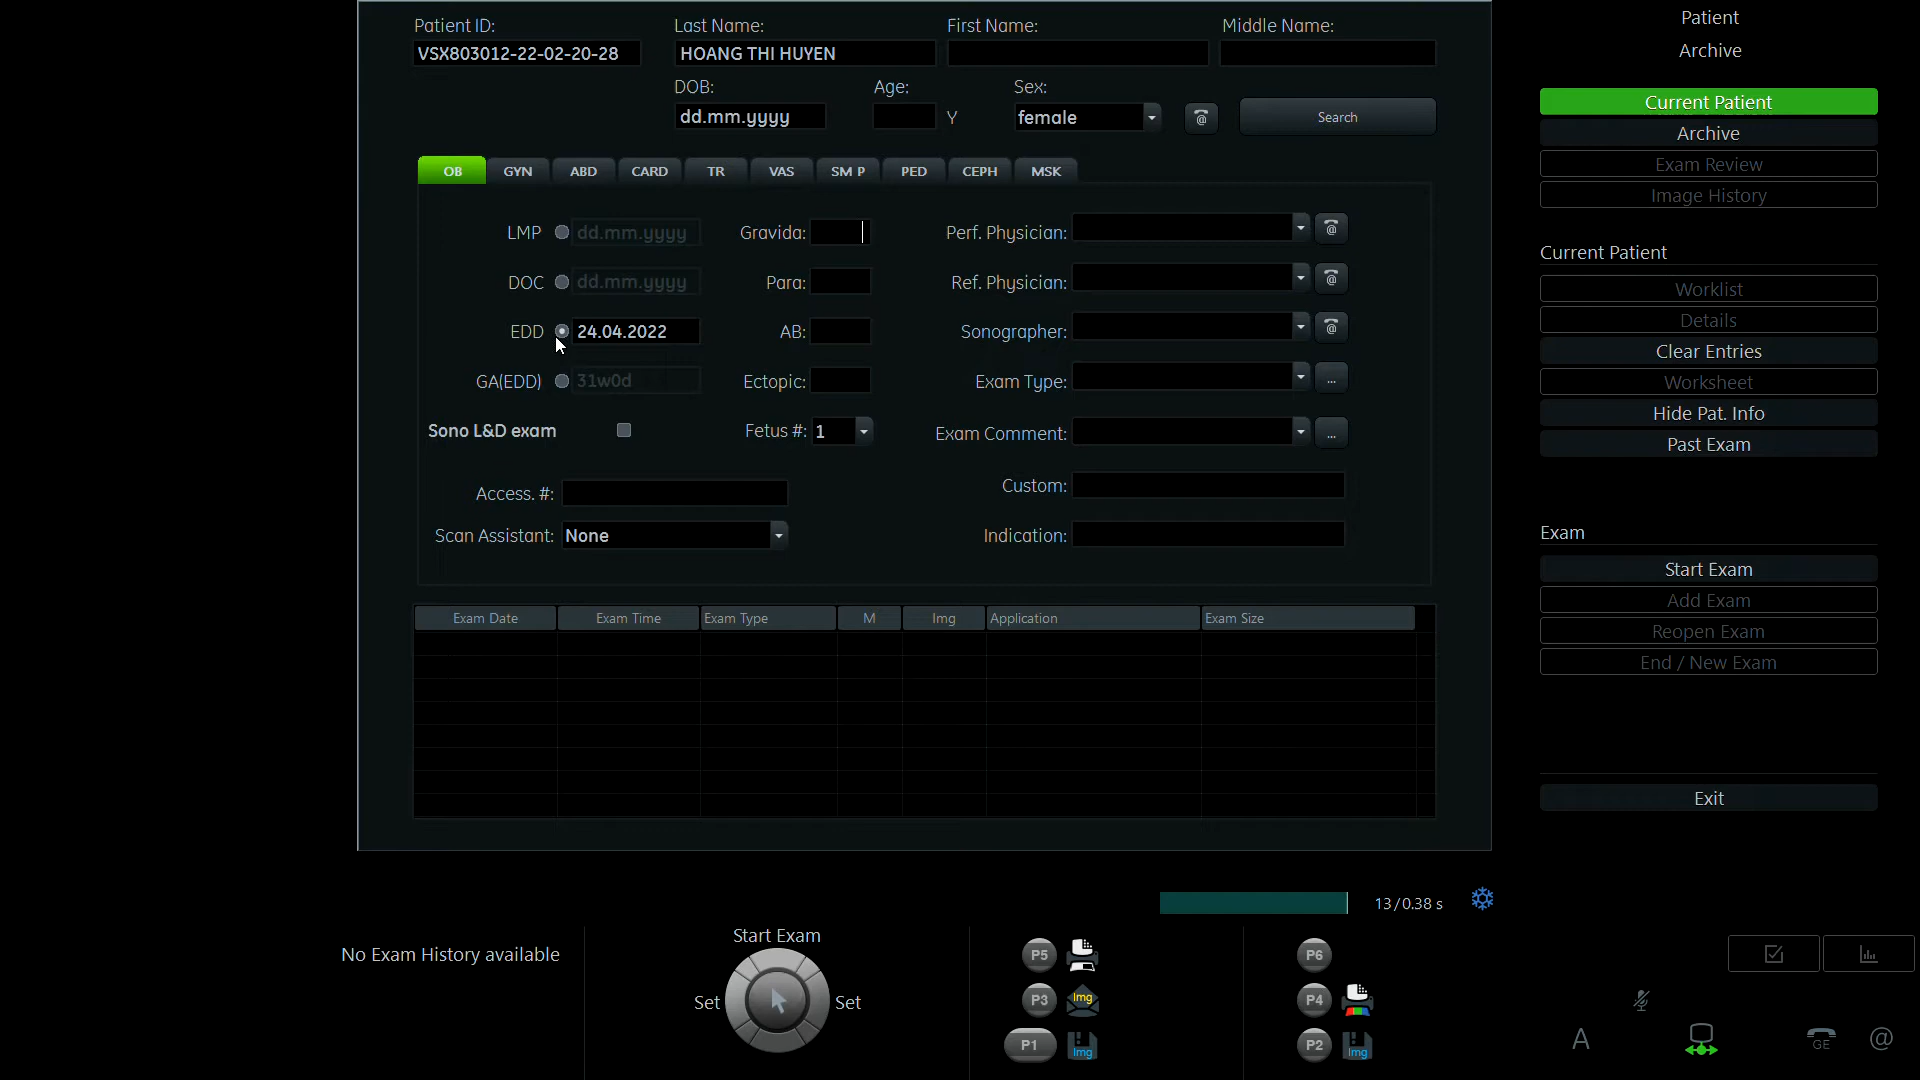 Patient ID: Last Name: First Name: Middle Name:
VSX803012-22-02-20-28 HOANG THI HUYEN
DOB: Age: Sex:
dd.mm.yyyy Y female Search
OB GYN ABD CARD TR VAS SM P PED CEPH MSK
LMP dd.mm.yyyy Gravida: Perf. Physician:
DOC dd.mm.yyyy Para: Ref. Physician:
EDD 24.04.2022 AB: Sonographer:
GA(EDD) 31w0d Ectopic: Exam Type: ...
Sono L&D exam Fetus #: 1 Exam Comment: ...
Access. #: Custom:
Scan Assistant: None Indication:
Exam Date Exam Time Exam Type M Img Application Exam Size
Patient
Archive
Current Patient
Archive
Exam Review
Image History
Current Patient
Worklist
Details
Clear Entries
Worksheet
Hide Pat. Info
Past Exam
Exam
Start Exam
Add Exam
Reopen Exam
End / New Exam
Exit
13/0.38 s
No Exam History available
Start Exam
Set Set
P5 P6
P3 Img P4
P1 Img P2 Img
A GE @